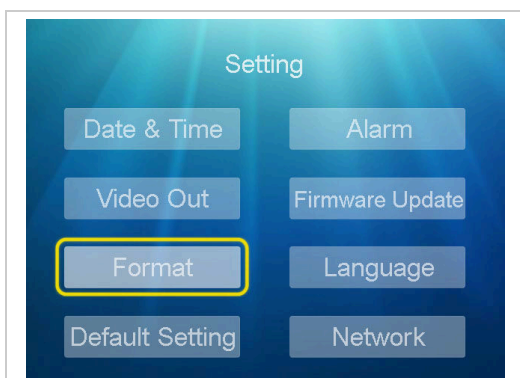 Setting
Date & Time
Alarm
Video Out
Firmware Update
Format
Language
Default Setting
Network